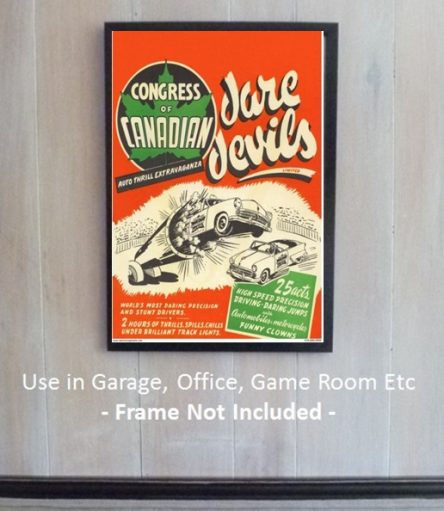 CONGRESS
OF
CANADIAN
dare
devils
LIMITED
AUTO THRILL EXTRAVAGANZA
25 acts
HIGH SPEED PRECISION
DRIVING-DARING JUMPS
Automobiles-motorcycles
FUNNY CLOWNS
WORLD'S MOST DARING PRECISION
AND STUNT DRIVERS.
2 HOURS OF THRILLS, SPILLS, CHILLS
UNDER BRILLIANT TRACK LIGHTS.
Use in Garage, Office, Game Room Etc
- Frame Not Included -